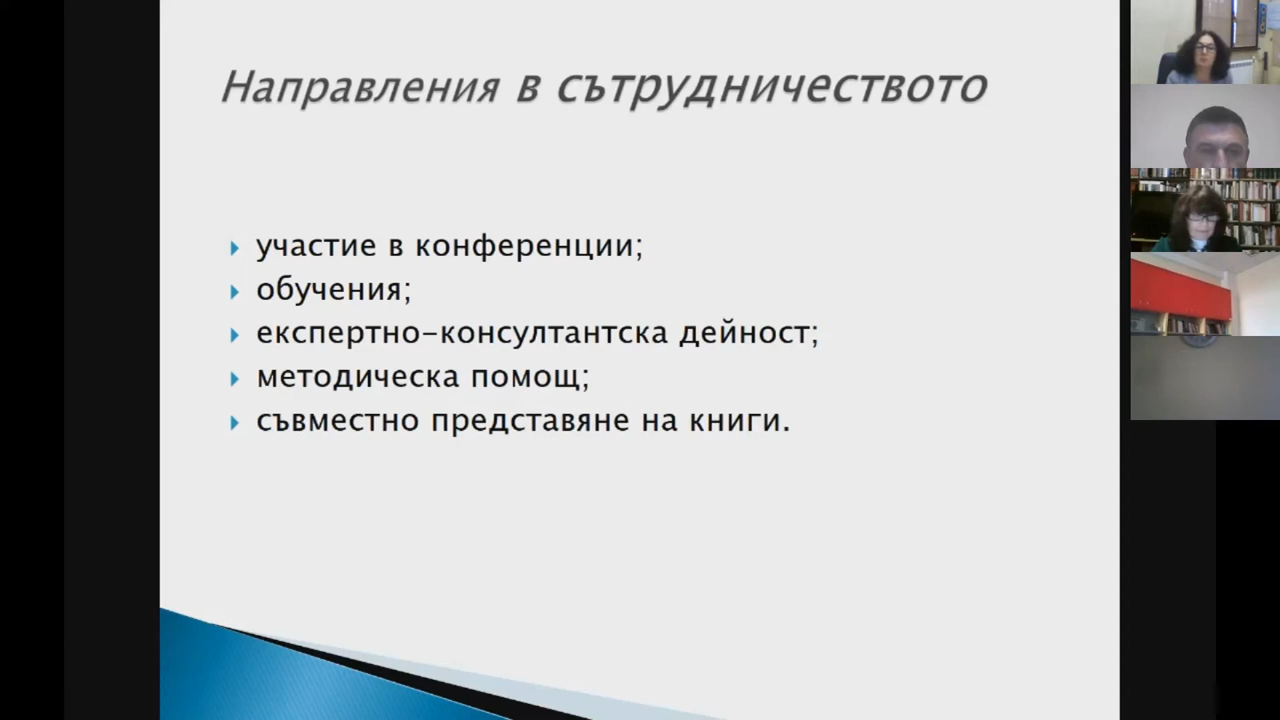 Направления в сътрудничеството
участие в конференции;
обучения;
експертно-консултантска дейност;
методическа помощ;
съвместно представяне на книги.